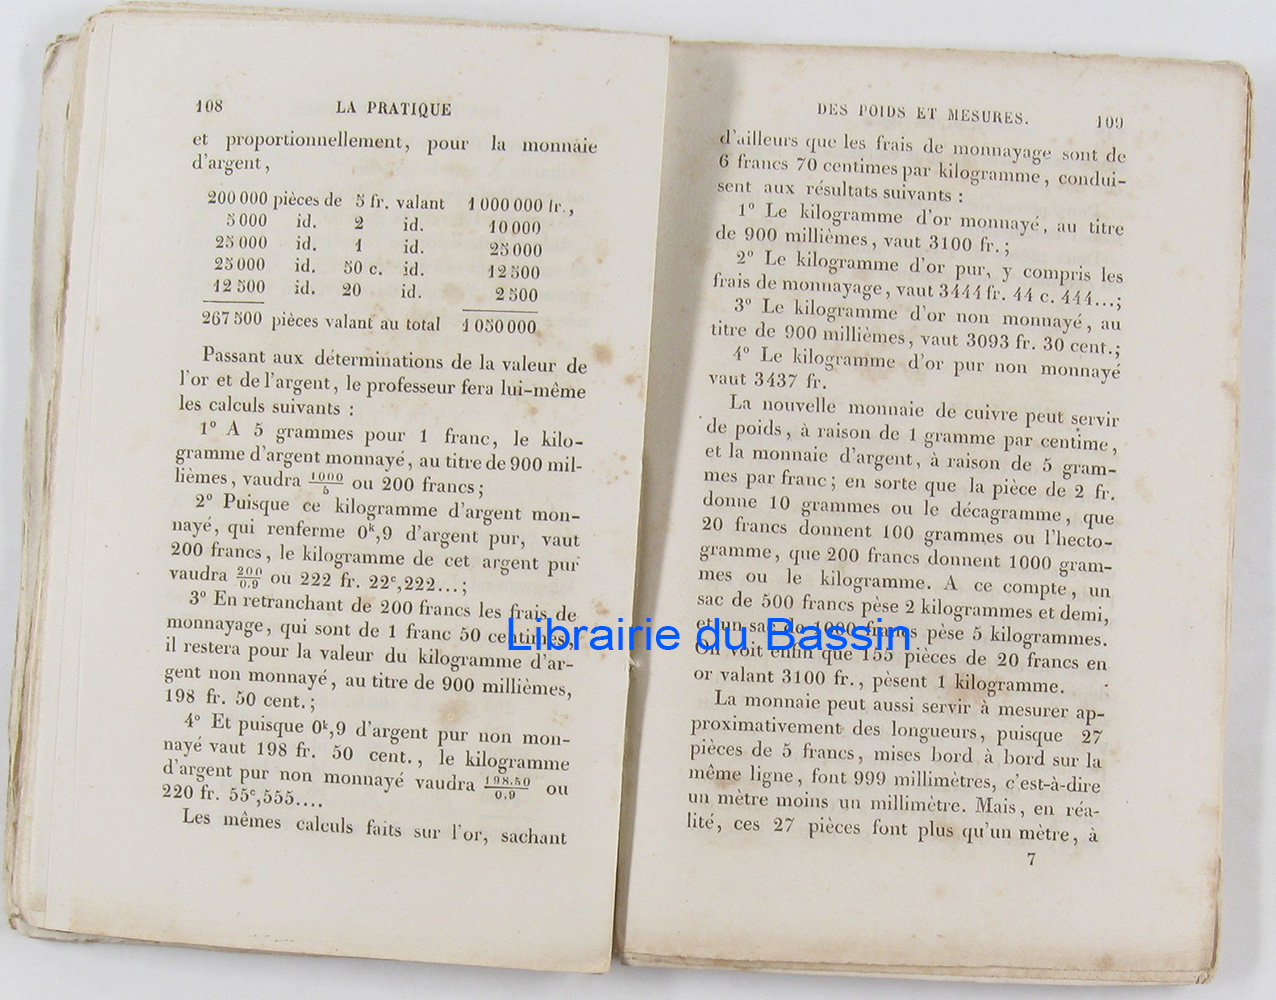 108 LA PRATIQUE
et proportionnellement, pour la monnaie
d'argent,
200 000 pièces de 5 fr. valant 1 000 000 fr.,
5 000 id. 2 id. 10 000
25 000 id. 1 id. 25 000
25 000 id. 50 c. id. 12 500
12 500 id. 20 id. 2 500
267 500 pièces valant au total 1 050 000
Passant aux déterminations de la valeur de
l'or et de l'argent, le professeur fera lui-même
les calculs suivants :
1° A 5 grammes pour 1 franc, le kilo-
gramme d'argent monnayé, au titre de 900 mil-
lièmes, vaudra 1000/5 ou 200 francs;
2° Puisque ce kilogramme d'argent mon-
nayé, qui renferme 0k,9 d'argent pur, vaut
200 francs, le kilogramme de cet argent pur
vaudra 200/0.9 ou 222 fr. 22c,222...;
3° En retranchant de 200 francs les frais de
monnayage, qui sont de 1 franc 50 centimes,
il restera pour la valeur du kilogramme d'ar-
gent non monnayé, au titre de 900 millièmes,
198 fr. 50 cent.;
4° Et puisque 0k,9 d'argent pur non mon-
nayé vaut 198 fr. 50 cent., le kilogramme
d'argent pur non monnayé vaudra 198.50/0.9 ou
220 fr. 55c,555....
Les mêmes calculs faits sur l'or, sachant
DES POIDS ET MESURES. 109
d'ailleurs que les frais de monnayage sont de
6 francs 70 centimes par kilogramme, condui-
sent aux résultats suivants :
1° Le kilogramme d'or monnayé, au titre
de 900 millièmes, vaut 3100 fr.;
2° Le kilogramme d'or pur, y compris les
frais de monnayage, vaut 3444 fr. 44 c. 444...;
3° Le kilogramme d'or non monnayé, au
titre de 900 millièmes, vaut 3093 fr. 30 cent.;
4° Le kilogramme d'or pur non monnayé
vaut 3437 fr.
La nouvelle monnaie de cuivre peut servir
de poids, à raison de 1 gramme par centime,
et la monnaie d'argent, à raison de 5 gram-
mes par franc; en sorte que la pièce de 2 fr.
donne 10 grammes ou le décagramme, que
20 francs donnent 100 grammes ou l'hecto-
gramme, que 200 francs donnent 1000 gram-
mes ou le kilogramme. A ce compte, un
sac de 500 francs pèse 2 kilogrammes et demi,
et un sac de 1000 francs pèse 5 kilogrammes.
On voit enfin que 155 pièces de 20 francs en
or valant 3100 fr., pèsent 1 kilogramme.
La monnaie peut aussi servir à mesurer ap-
proximativement des longueurs, puisque 27
pièces de 5 francs, mises bord à bord sur la
même ligne, font 999 millimètres, c'est-à-dire
un mètre moins un millimètre. Mais, en réa-
lité, ces 27 pièces font plus qu'un mètre, à
7
Librairie du Bassin